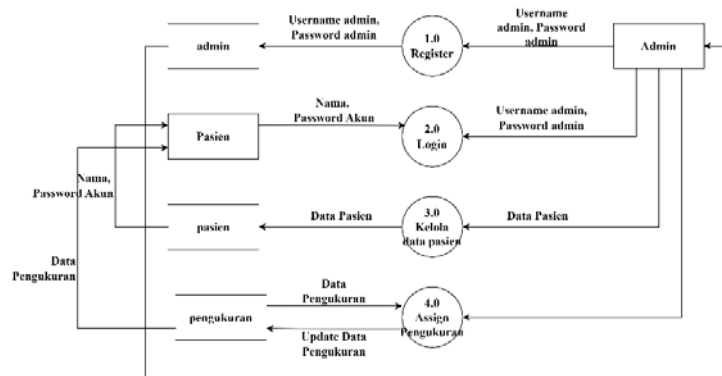 Username admin,
Password admin
Username
admin, Password
admin
admin
1.0
Register
Admin
Nama,
Password Akun
Pasien
2.0
Login
Username admin,
Password admin
Nama,
Password Akun
pasien
Data Pasien
3.0
Kelola
data pasien
Data Pasien
Data
Pengukuran
Data
Pengukuran
pengukuran
4.0
Assign
Pengukuran
Update Data
Pengukuran